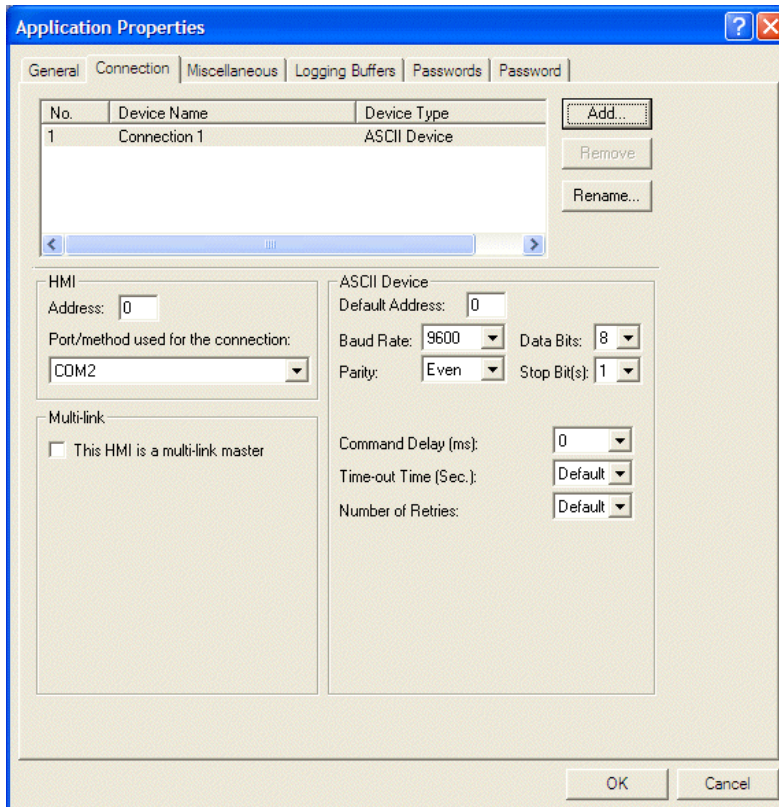 Application Properties
General Connection Miscellaneous Logging Buffers Passwords Password
No. Device Name Device Type
1 Connection 1 ASCII Device
Add...
Remove
Rename...
HMI
Address: 0
Port/method used for the connection:
COM2
Multi-link
This HMI is a multi-link master
ASCII Device
Default Address: 0
Baud Rate: 9600 Data Bits: 8
Parity: Even Stop Bit(s): 1
Command Delay (ms): 0
Time-out Time (Sec.): Default
Number of Retries: Default
OK Cancel